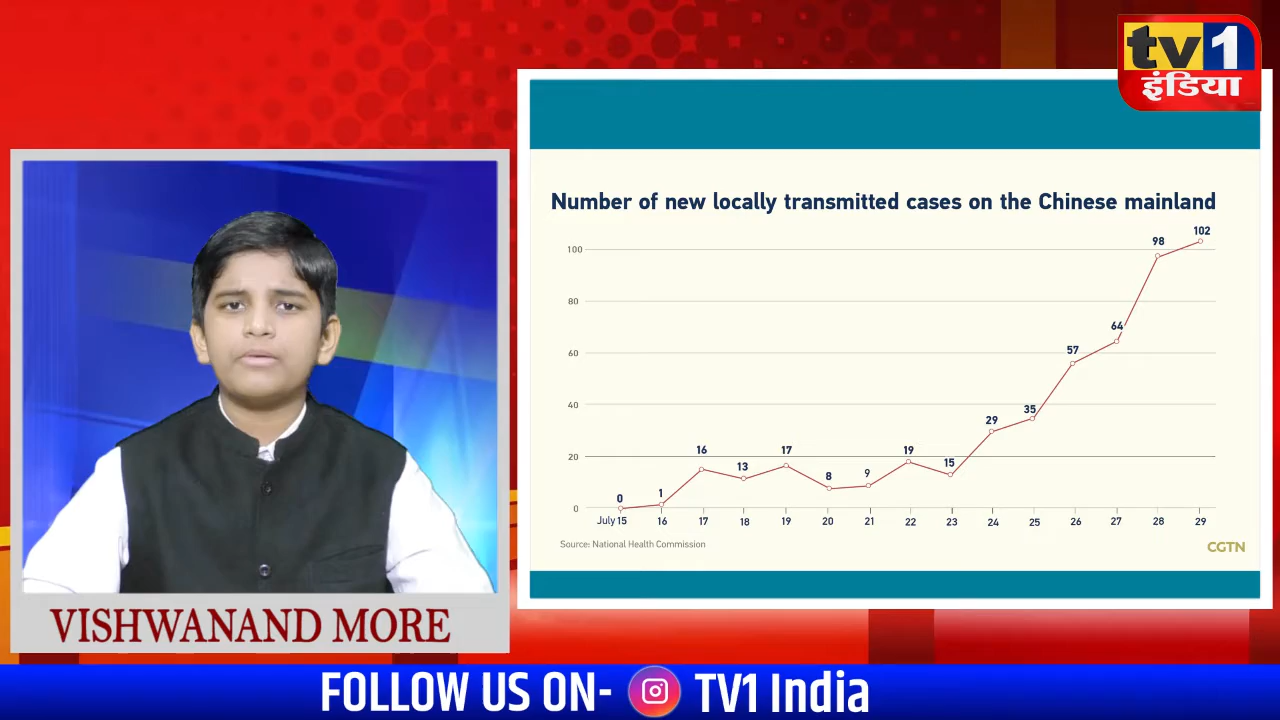 tv1
इंडिया
Number of new locally transmitted cases on the Chinese mainland
100
80
60
40
20
0
0
1
16
13
17
8
9
19
15
29
35
57
64
98
102
July 15 16 17 18 19 20 21 22 23 24 25 26 27 28 29
Source: National Health Commission
CGTN
VISHWANAND MORE
FOLLOW US ON- TV1 India